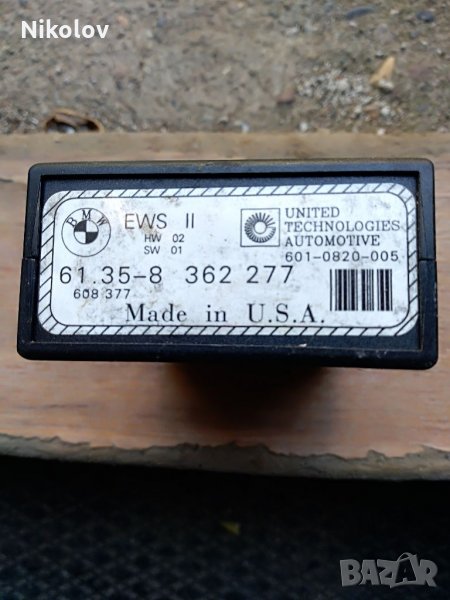 Nikolov
BMW
EWS II
HW 02
SW 01
UNITED
TECHNOLOGIES
AUTOMOTIVE
601-0820-005
61.35-8 362 277
608 377
Made in U.S.A.
BAZAR